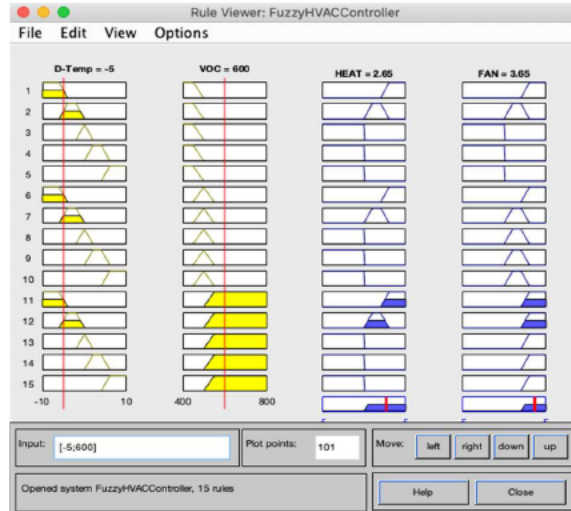 Rule Viewer: FuzzyHVACController
File Edit View Options
D-Temp = -5 VOC = 600 HEAT = 2.65 FAN = 3.65
1
2
3
4
5
6
7
8
9
10
11
12
13
14
15
-10 10 400 800
Input: [-5;600] Plot points: 101 Move: left right down up
Opened system FuzzyHVACController, 15 rules Help Close